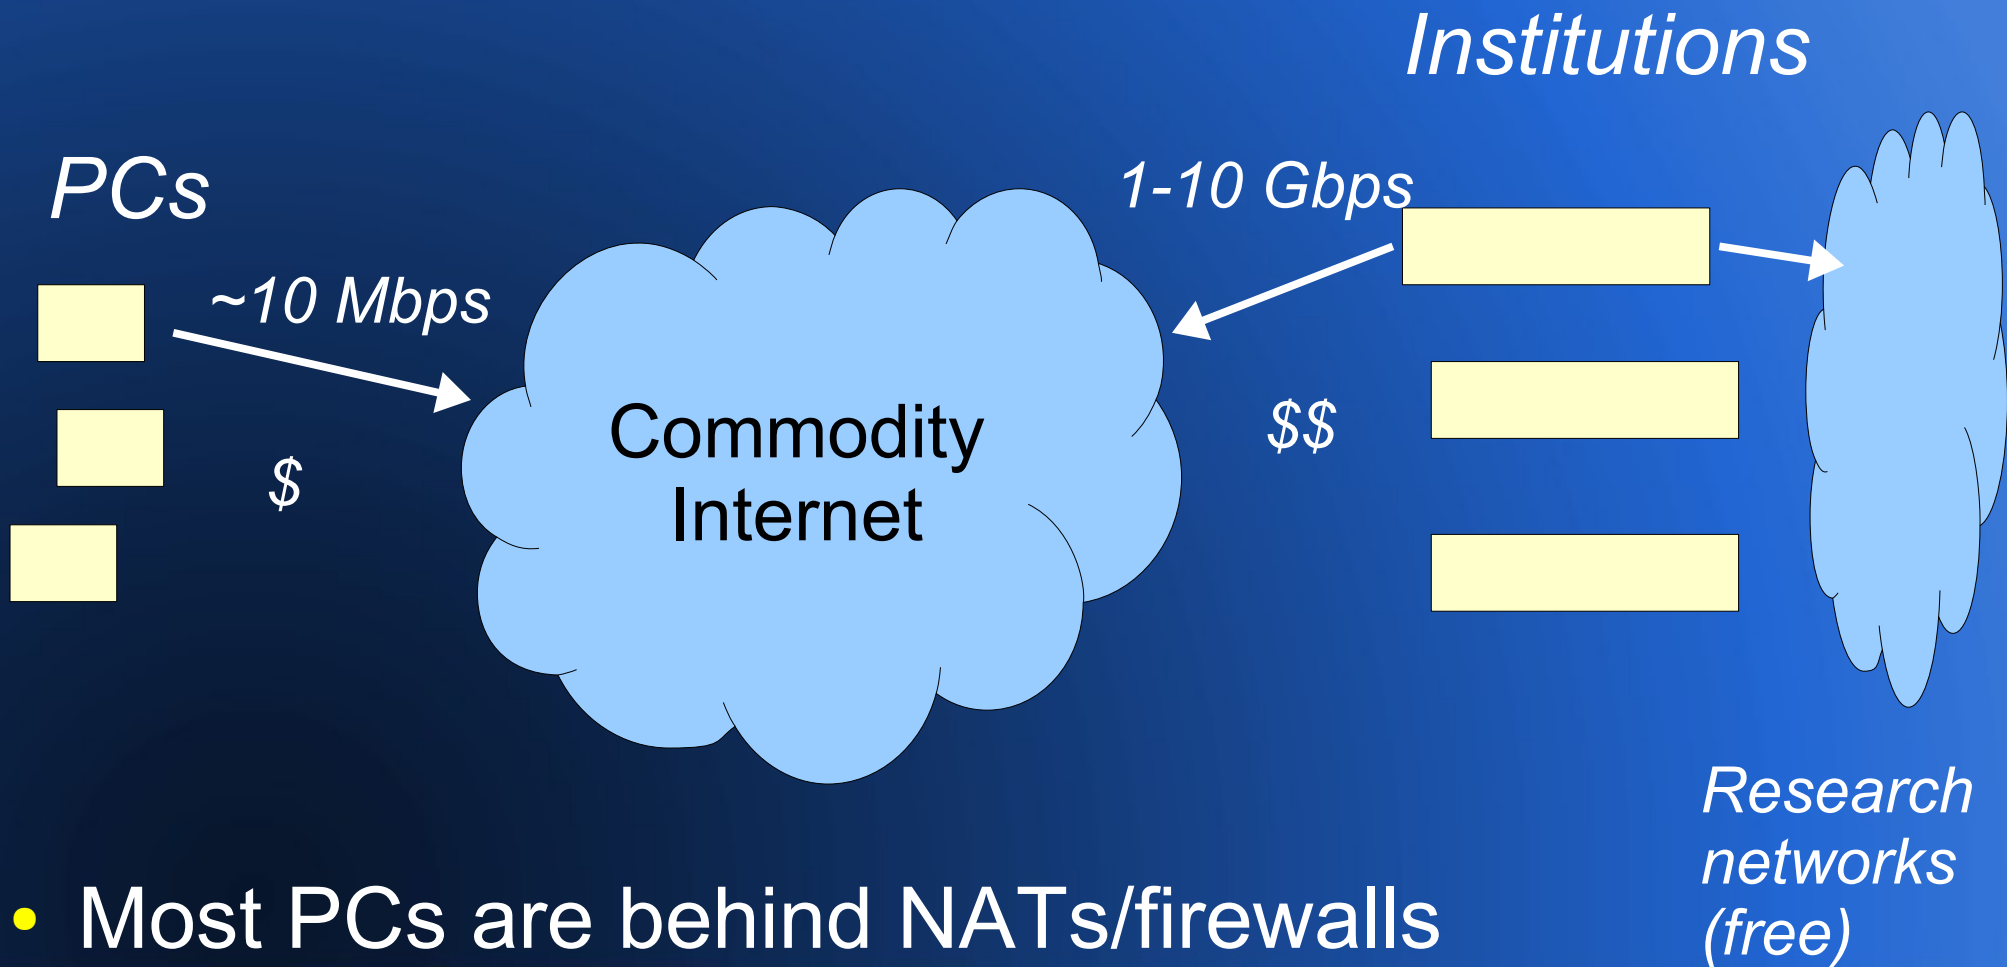 Institutions
PCs
1-10 Gbps
~10 Mbps
Commodity
Internet
$$
$
Research
networks
(free)
• Most PCs are behind NATs/firewalls